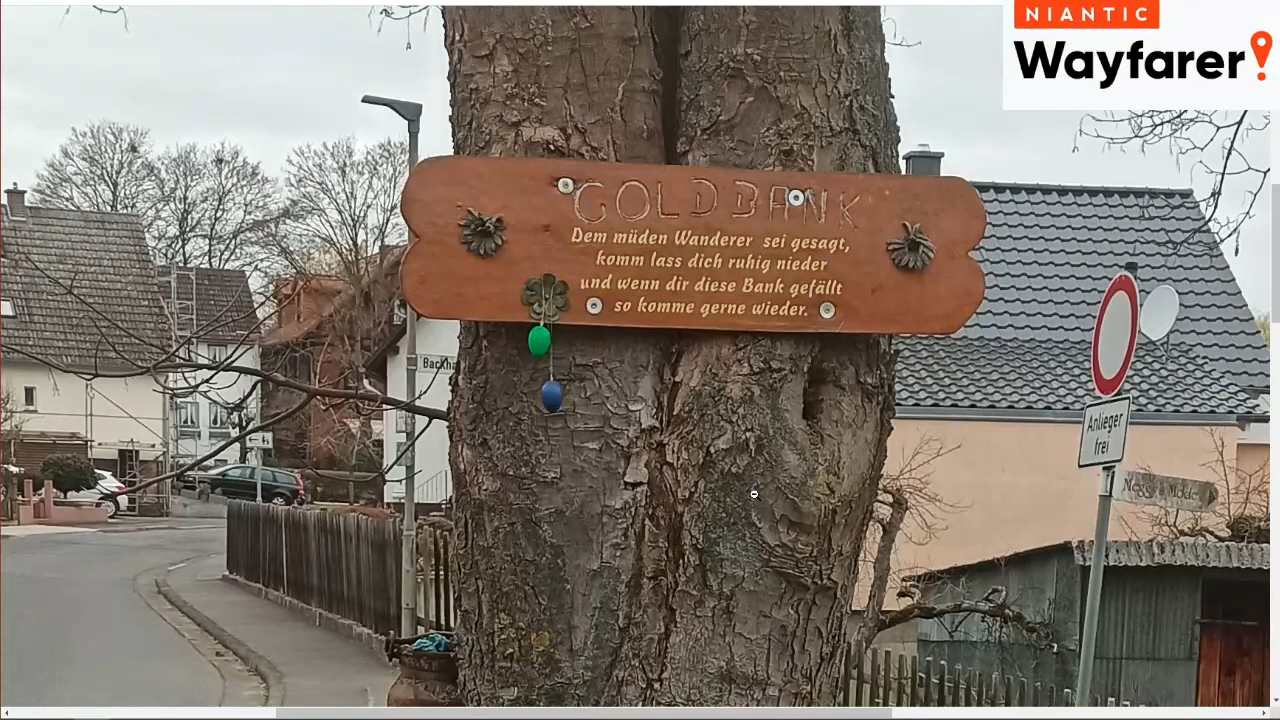 NIANTIC
Wayfarer!
GOLDBANK
Dem müden Wanderer sei gesagt,
komm lass dich ruhig nieder
und wenn dir diese Bank gefällt
so komme gerne wieder.
Backha
Anlieger
frei